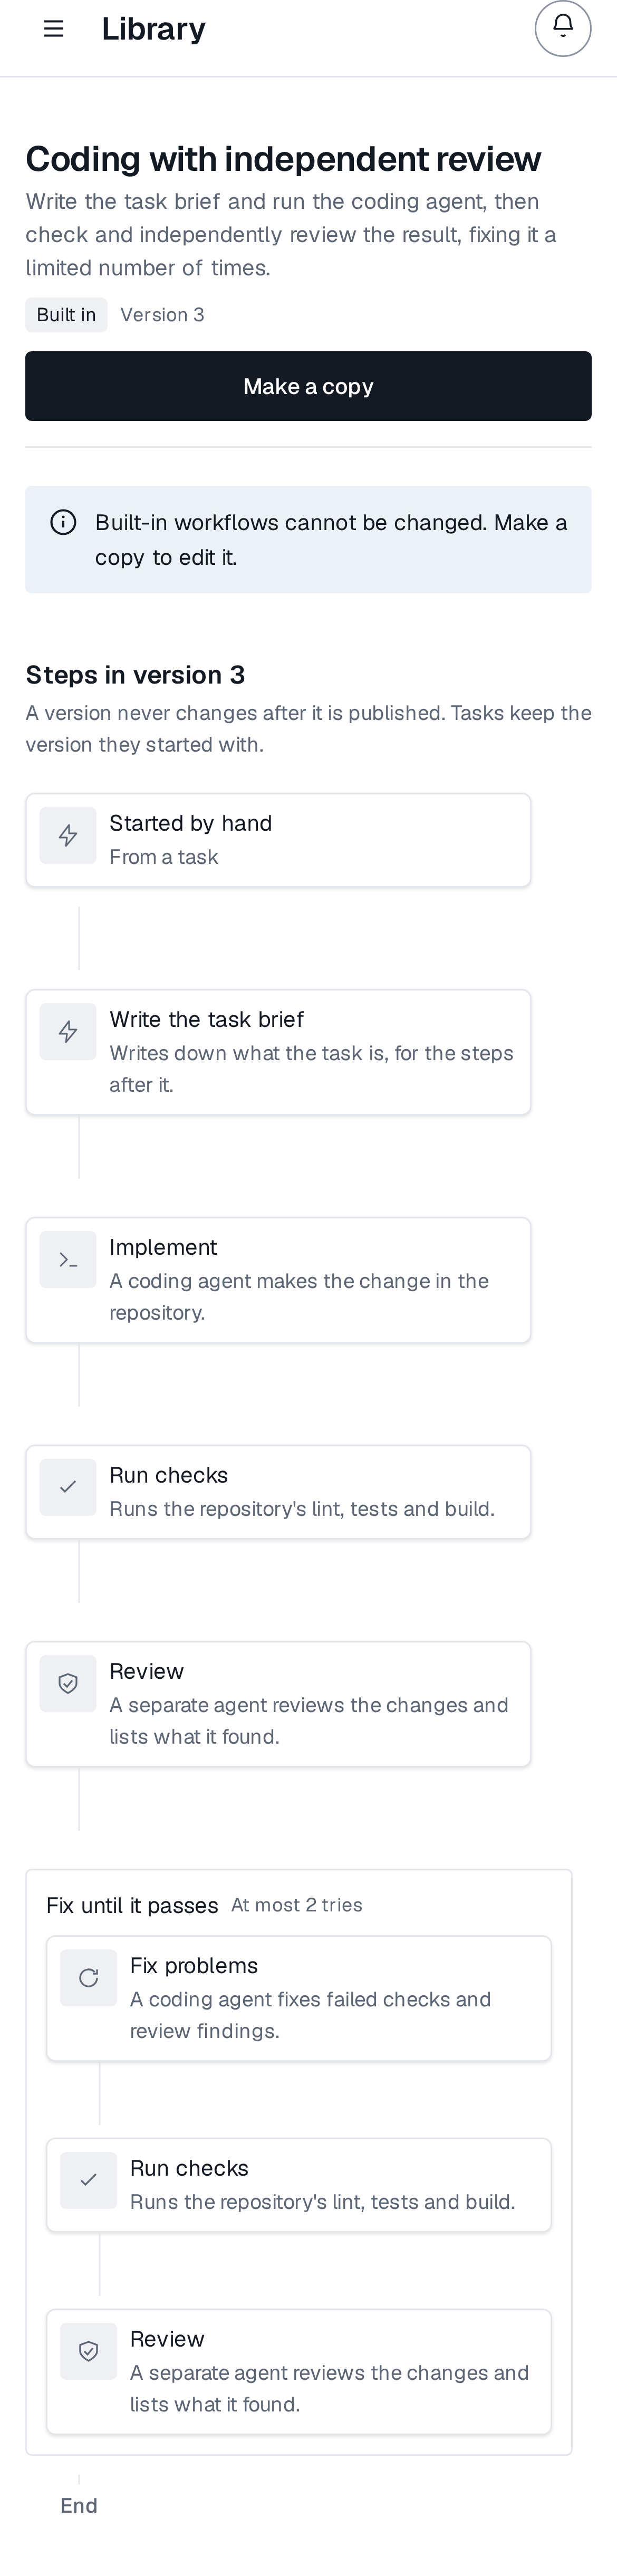 Library
Coding with independent review
Write the task brief and run the coding agent, then
check and independently review the result, fixing it a
limited number of times.
Built in Version 3
Make a copy
Built-in workflows cannot be changed. Make a
copy to edit it.
Steps in version 3
A version never changes after it is published. Tasks keep the
version they started with.
Started by hand
From a task
Write the task brief
Writes down what the task is, for the steps
after it.
Implement
A coding agent makes the change in the
repository.
Run checks
Runs the repository's lint, tests and build.
Review
A separate agent reviews the changes and
lists what it found.
Fix until it passes At most 2 tries
Fix problems
A coding agent fixes failed checks and
review findings.
Run checks
Runs the repository's lint, tests and build.
Review
A separate agent reviews the changes and
lists what it found.
End